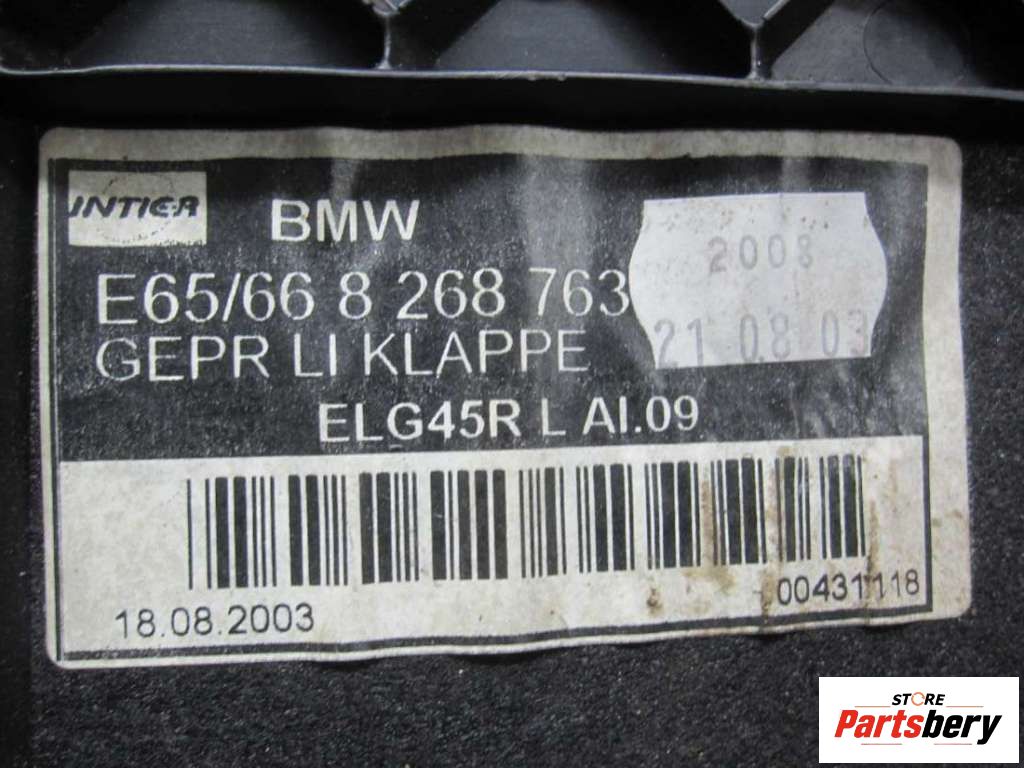 INTIER
BMW
E65/66 8 268 763
GEPR LI KLAPPE
ELG45R L AI.09
2008
21 08 03
18.08.2003
00431118
STORE
Partsbery